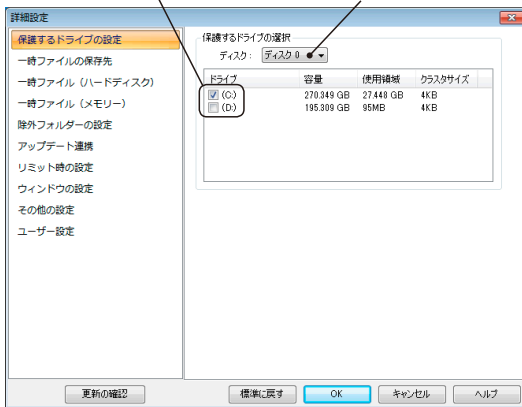 詳細設定
保護するドライブの設定
一時ファイルの保存先
一時ファイル（ハードディスク）
一時ファイル（メモリー）
除外フォルダーの設定
アップデート連携
リミット時の設定
ウィンドウの設定
その他の設定
ユーザー設定
保護するドライブの選択
ディスク： ディスク 0
ドライブ 容量 使用領域 クラスタサイズ
(C:) 270.349 GB 27.448 GB 4KB
(D:) 195.309 GB 95MB 4KB
更新の確認 標準に戻す OK キャンセル ヘルプ